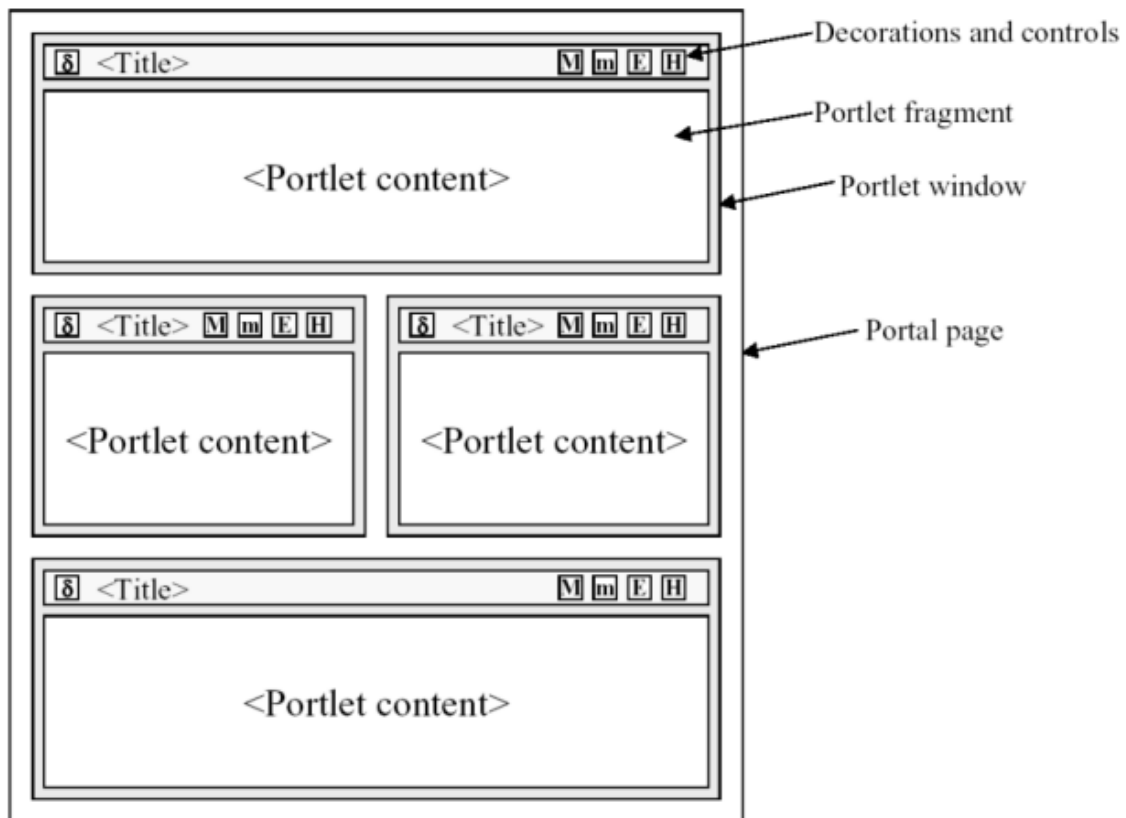 Decorations and controls
δ <Title> M m E H
Portlet fragment
<Portlet content>
Portlet window
δ <Title> M m E H
δ <Title> M m E H
Portal page
<Portlet content>
<Portlet content>
δ <Title> M m E H
<Portlet content>